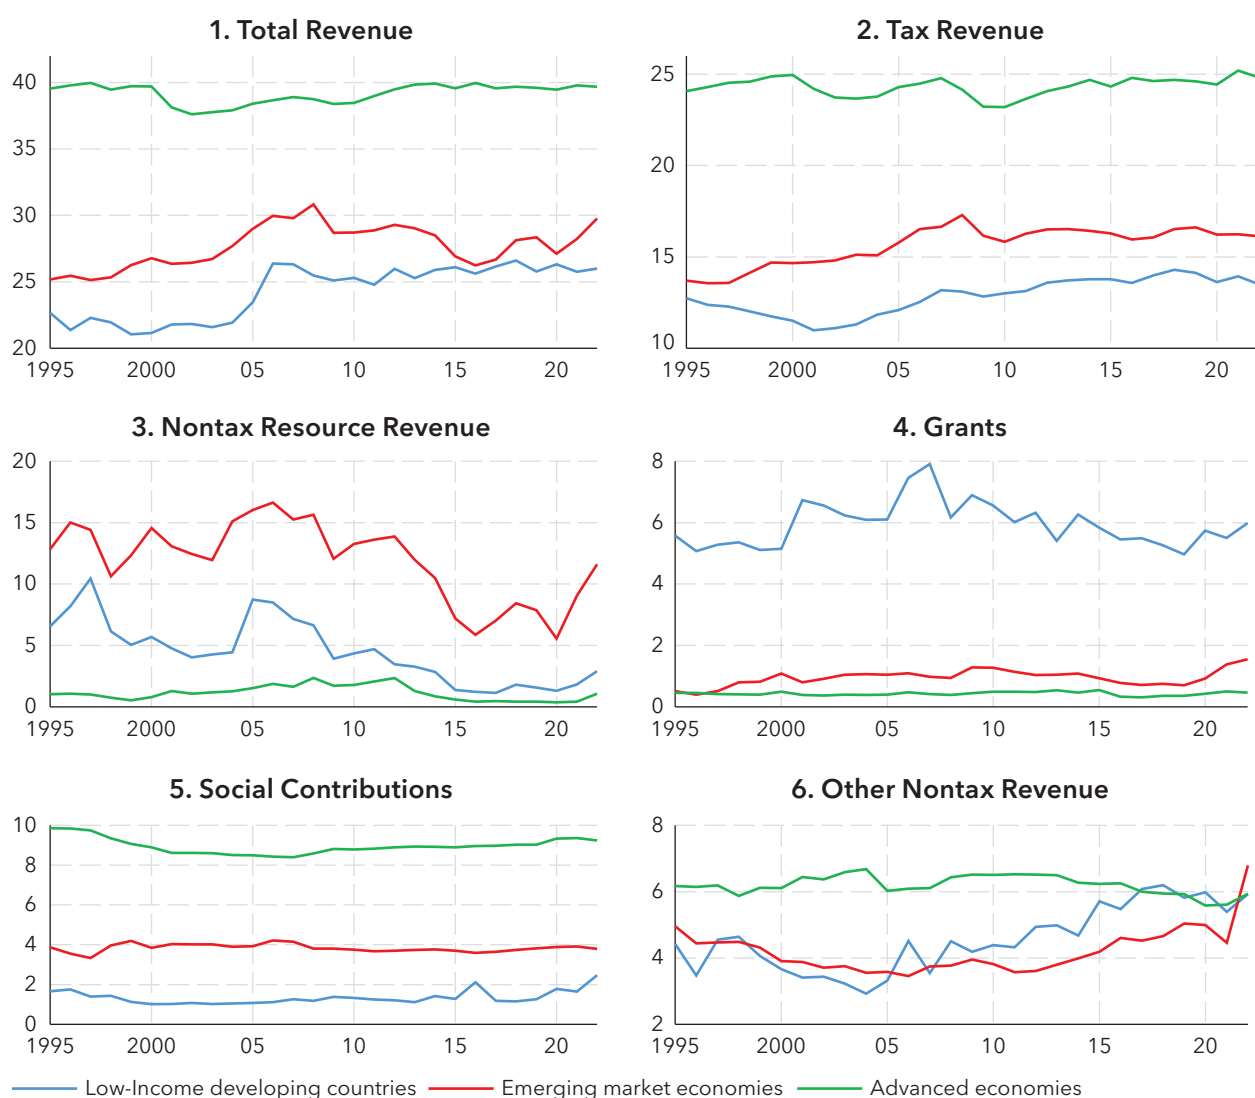 1. Total Revenue
40
35
30
25
20
1995 2000 05 10 15 20
2. Tax Revenue
25
20
15
10
1995 2000 05 10 15 20
3. Nontax Resource Revenue
20
15
10
5
0
1995 2000 05 10 15 20
4. Grants
8
6
4
2
0
1995 2000 05 10 15 20
5. Social Contributions
10
8
6
4
2
0
1995 2000 05 10 15 20
6. Other Nontax Revenue
8
6
4
2
1995 2000 05 10 15 20
Low-Income developing countries Emerging market economies Advanced economies